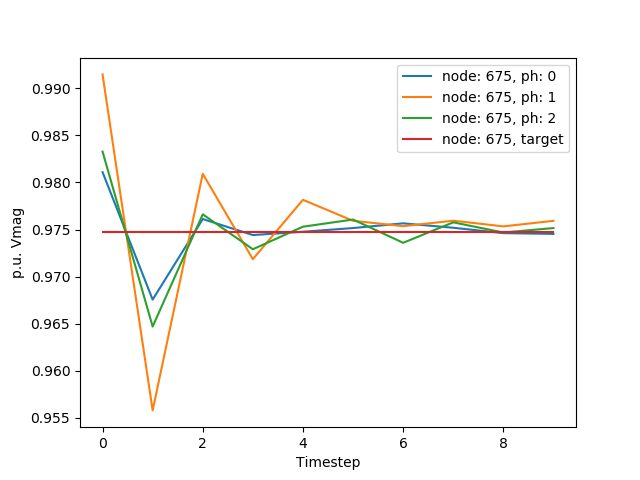 node: 675, ph: 0
node: 675, ph: 1
node: 675, ph: 2
node: 675, target
0.990
0.985
0.980
0.975
0.970
0.965
0.960
0.955
p.u. Vmag
0 2 4 6 8
Timestep